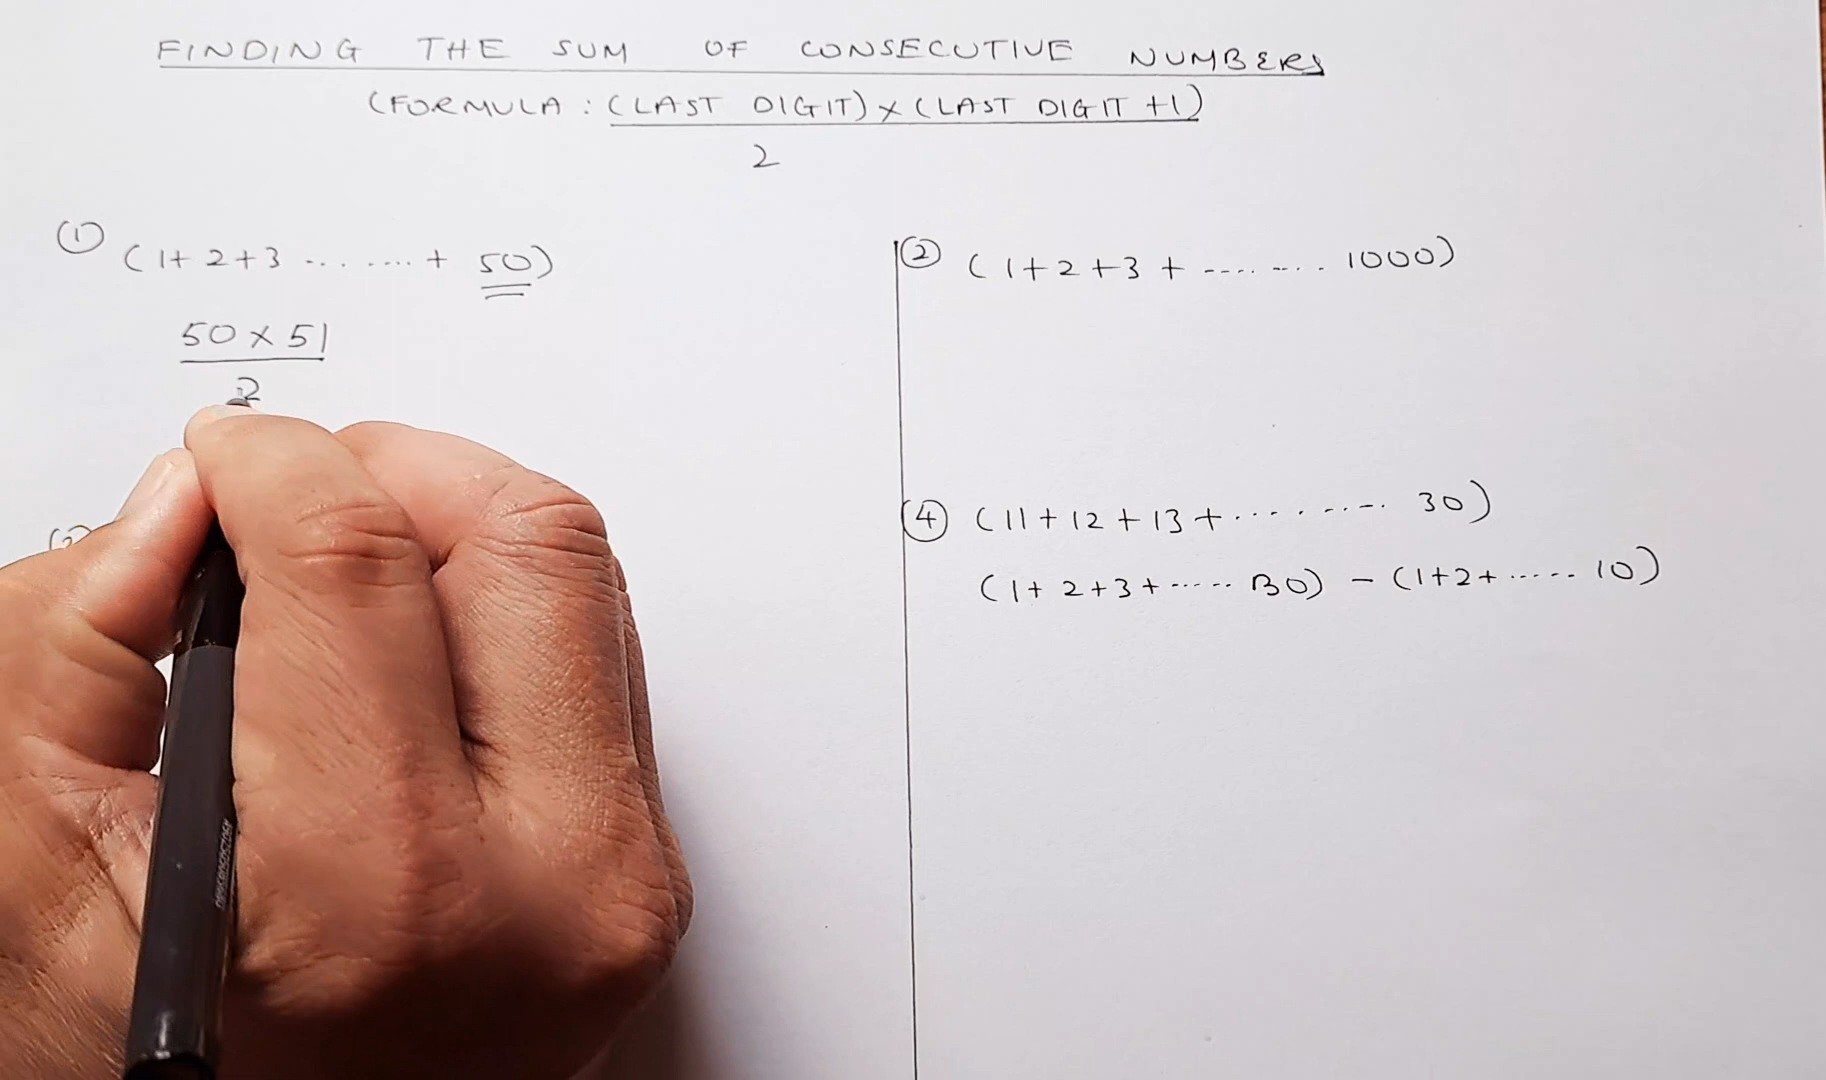 FINDING THE SUM OF CONSECUTIVE NUMBERS
(FORMULA : (LAST DIGIT) x (LAST DIGIT +1)
2
① (1+ 2+3 ........ + 50)
50 x 51
2
② (1+2+3 + ........ 1000)
④ (11+12+13+......... 30)
(1+ 2+3+..... 30) - (1+2+..... 10)